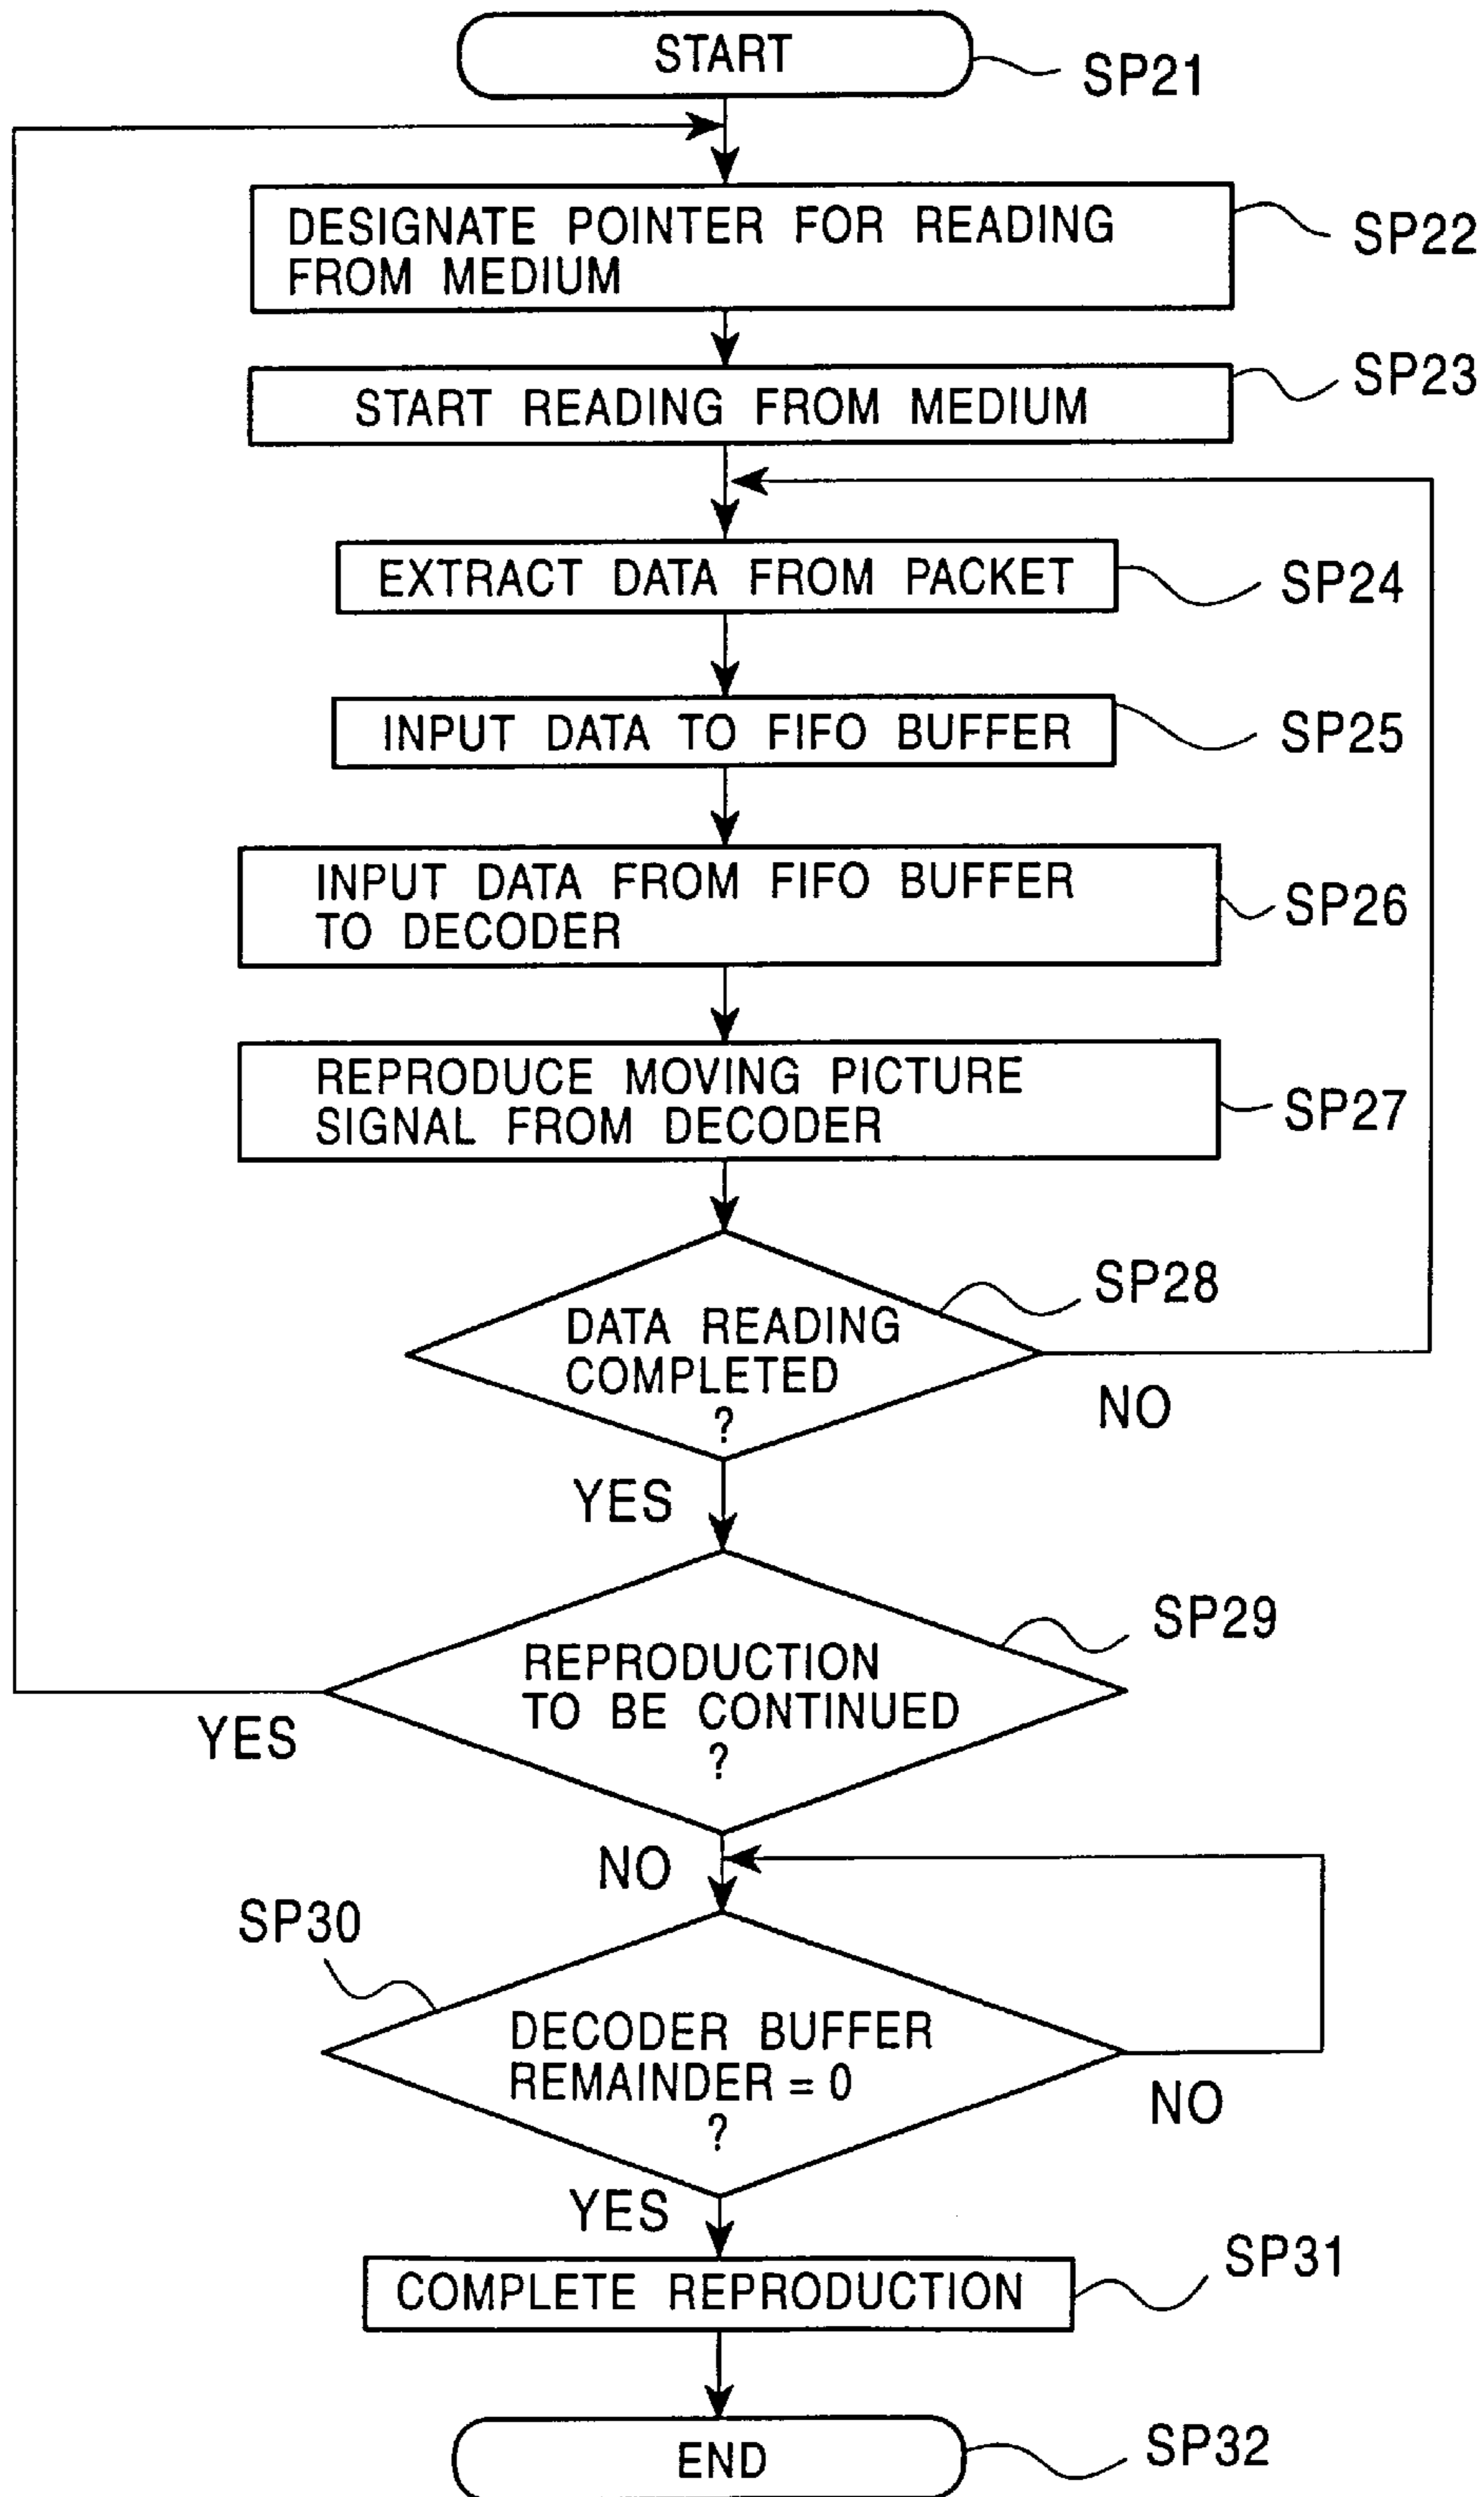 START
SP21
DESIGNATE POINTER FOR READING
FROM MEDIUM
SP22
START READING FROM MEDIUM
SP23
EXTRACT DATA FROM PACKET
SP24
INPUT DATA TO FIFO BUFFER
SP25
INPUT DATA FROM FIFO BUFFER
TO DECODER
SP26
REPRODUCE MOVING PICTURE
SIGNAL FROM DECODER
SP27
SP28
DATA READING
COMPLETED
?
NO
YES
SP29
REPRODUCTION
TO BE CONTINUED
?
YES
NO
SP30
DECODER BUFFER
REMAINDER = 0
?
NO
YES
COMPLETE REPRODUCTION
SP31
END
SP32